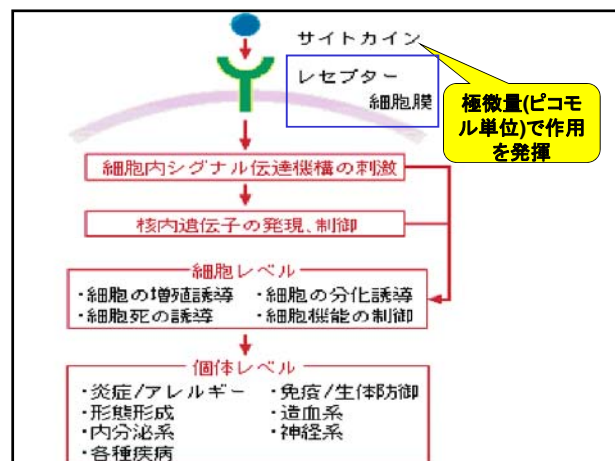 サイトカイン
レセプター
細胞膜
極微量(ピコモ
ル単位)で作用
を発揮
細胞内シグナル伝達機構の刺激
核内遺伝子の発現、制御
細胞レベル
・細胞の増殖誘導 ・細胞の分化誘導
・細胞死の誘導 ・細胞機能の制御
個体レベル
・炎症/アレルギー ・免疫/生体防御
・形態形成 ・造血系
・内分泌系 ・神経系
・各種疾病